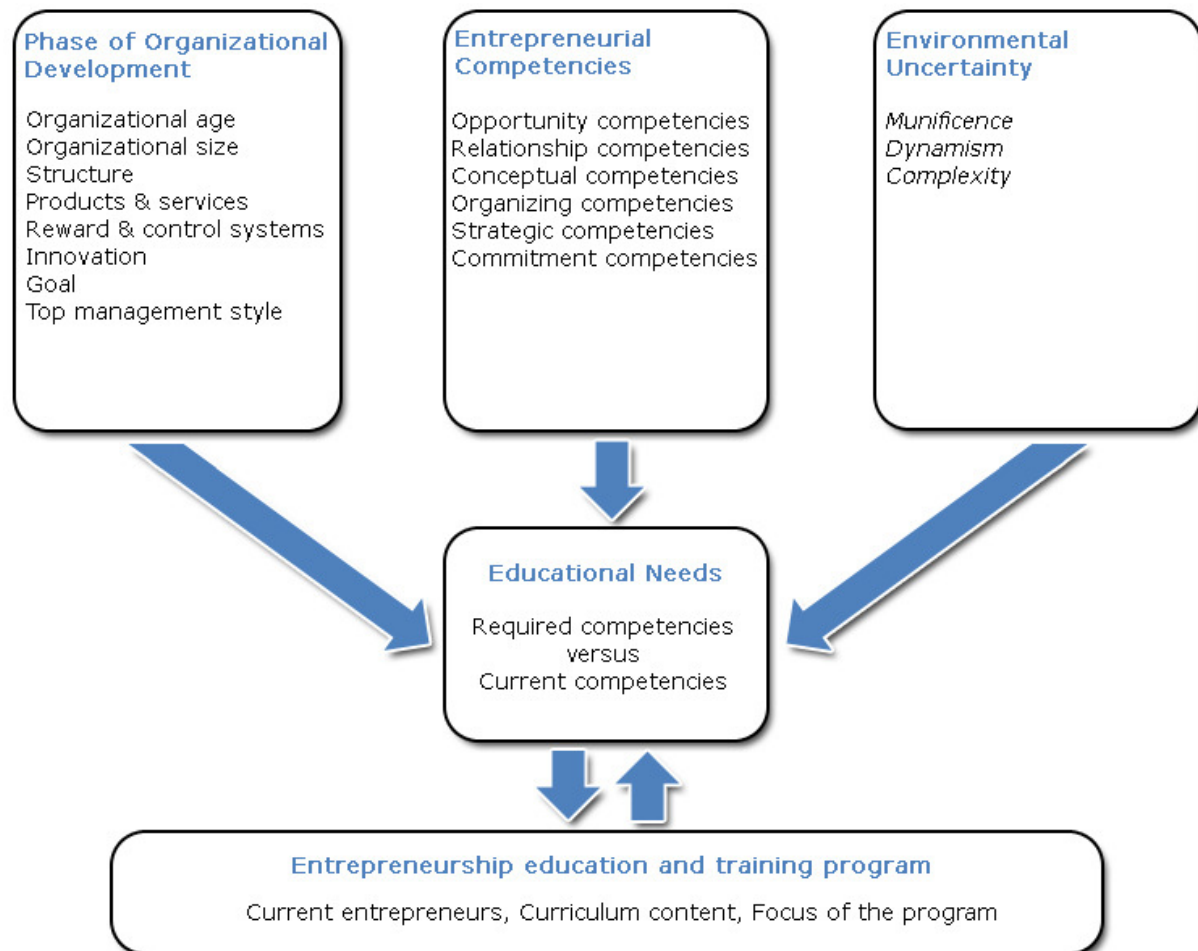 Phase of Organizational
Development
Organizational age
Organizational size
Structure
Products & services
Reward & control systems
Innovation
Goal
Top management style
Entrepreneurial
Competencies
Opportunity competencies
Relationship competencies
Conceptual competencies
Organizing competencies
Strategic competencies
Commitment competencies
Environmental
Uncertainty
Munificence
Dynamism
Complexity
Educational Needs
Required competencies
versus
Current competencies
Entrepreneurship education and training program
Current entrepreneurs, Curriculum content, Focus of the program